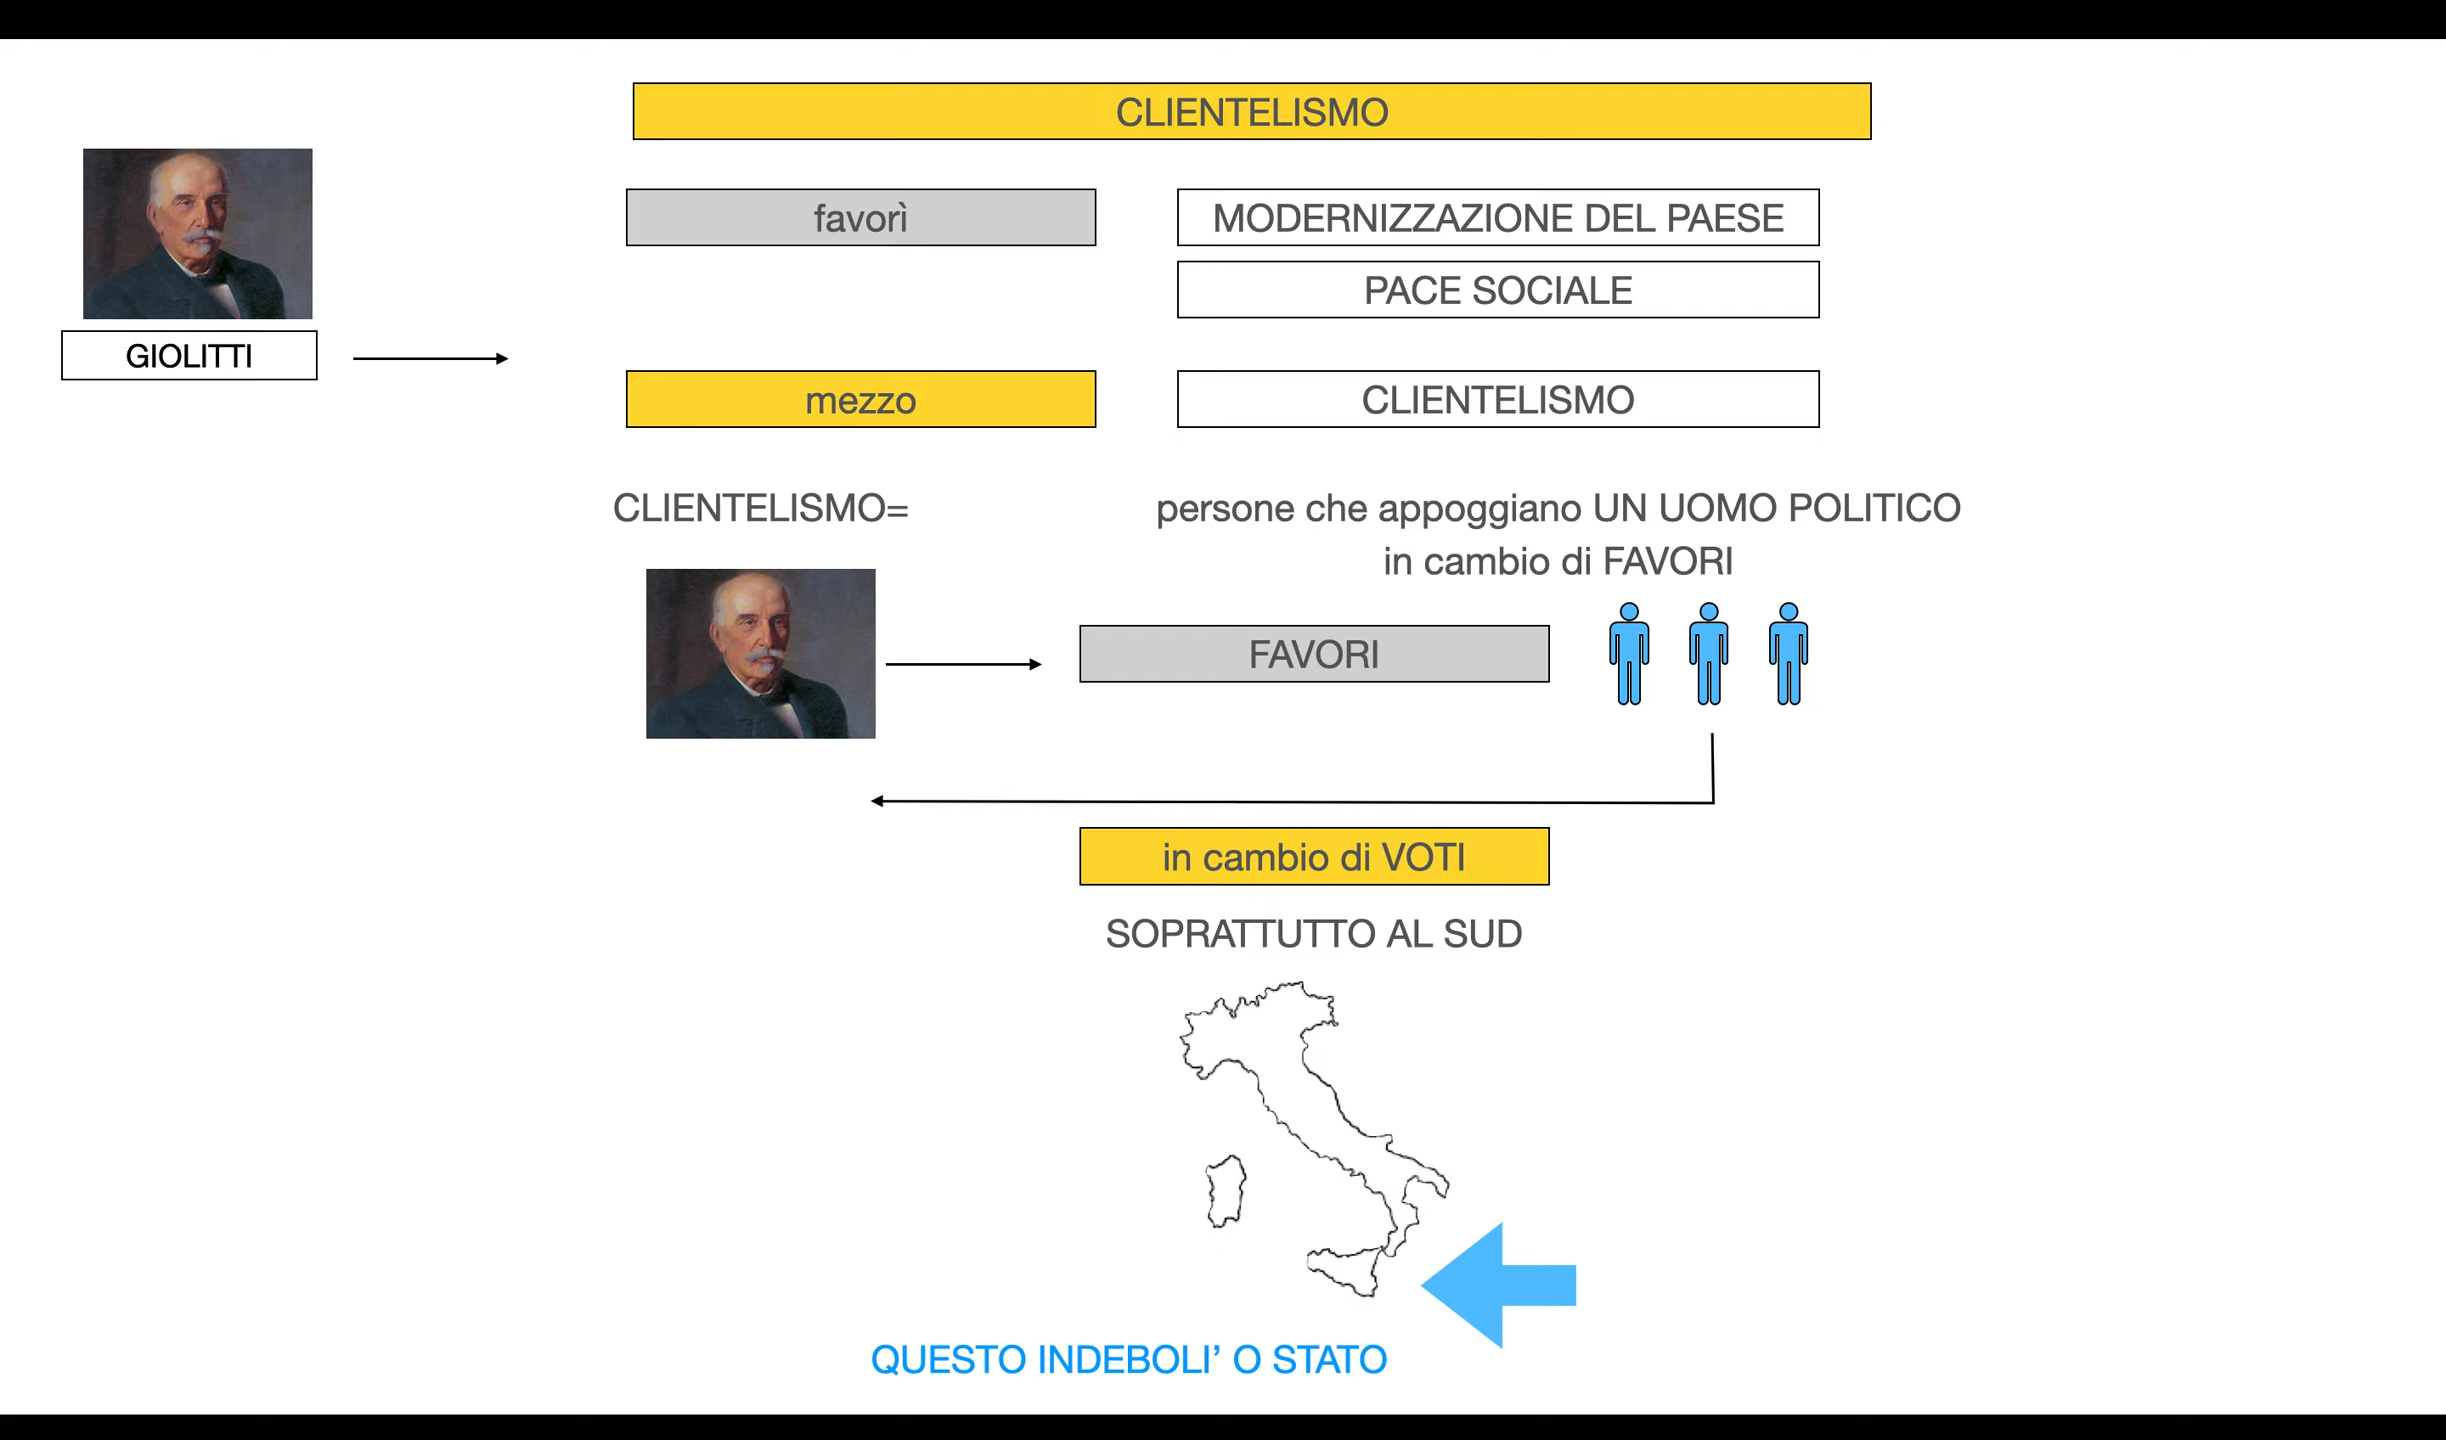 CLIENTELISMO
favorì
MODERNIZZAZIONE DEL PAESE
PACE SOCIALE
GIOLITTI
mezzo
CLIENTELISMO
CLIENTELISMO=
persone che appoggiano UN UOMO POLITICO
in cambio di FAVORI
FAVORI
in cambio di VOTI
SOPRATTUTTO AL SUD
QUESTO INDEBOLI’ O STATO